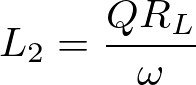 L_2 = \frac{QR_L}{\omega}